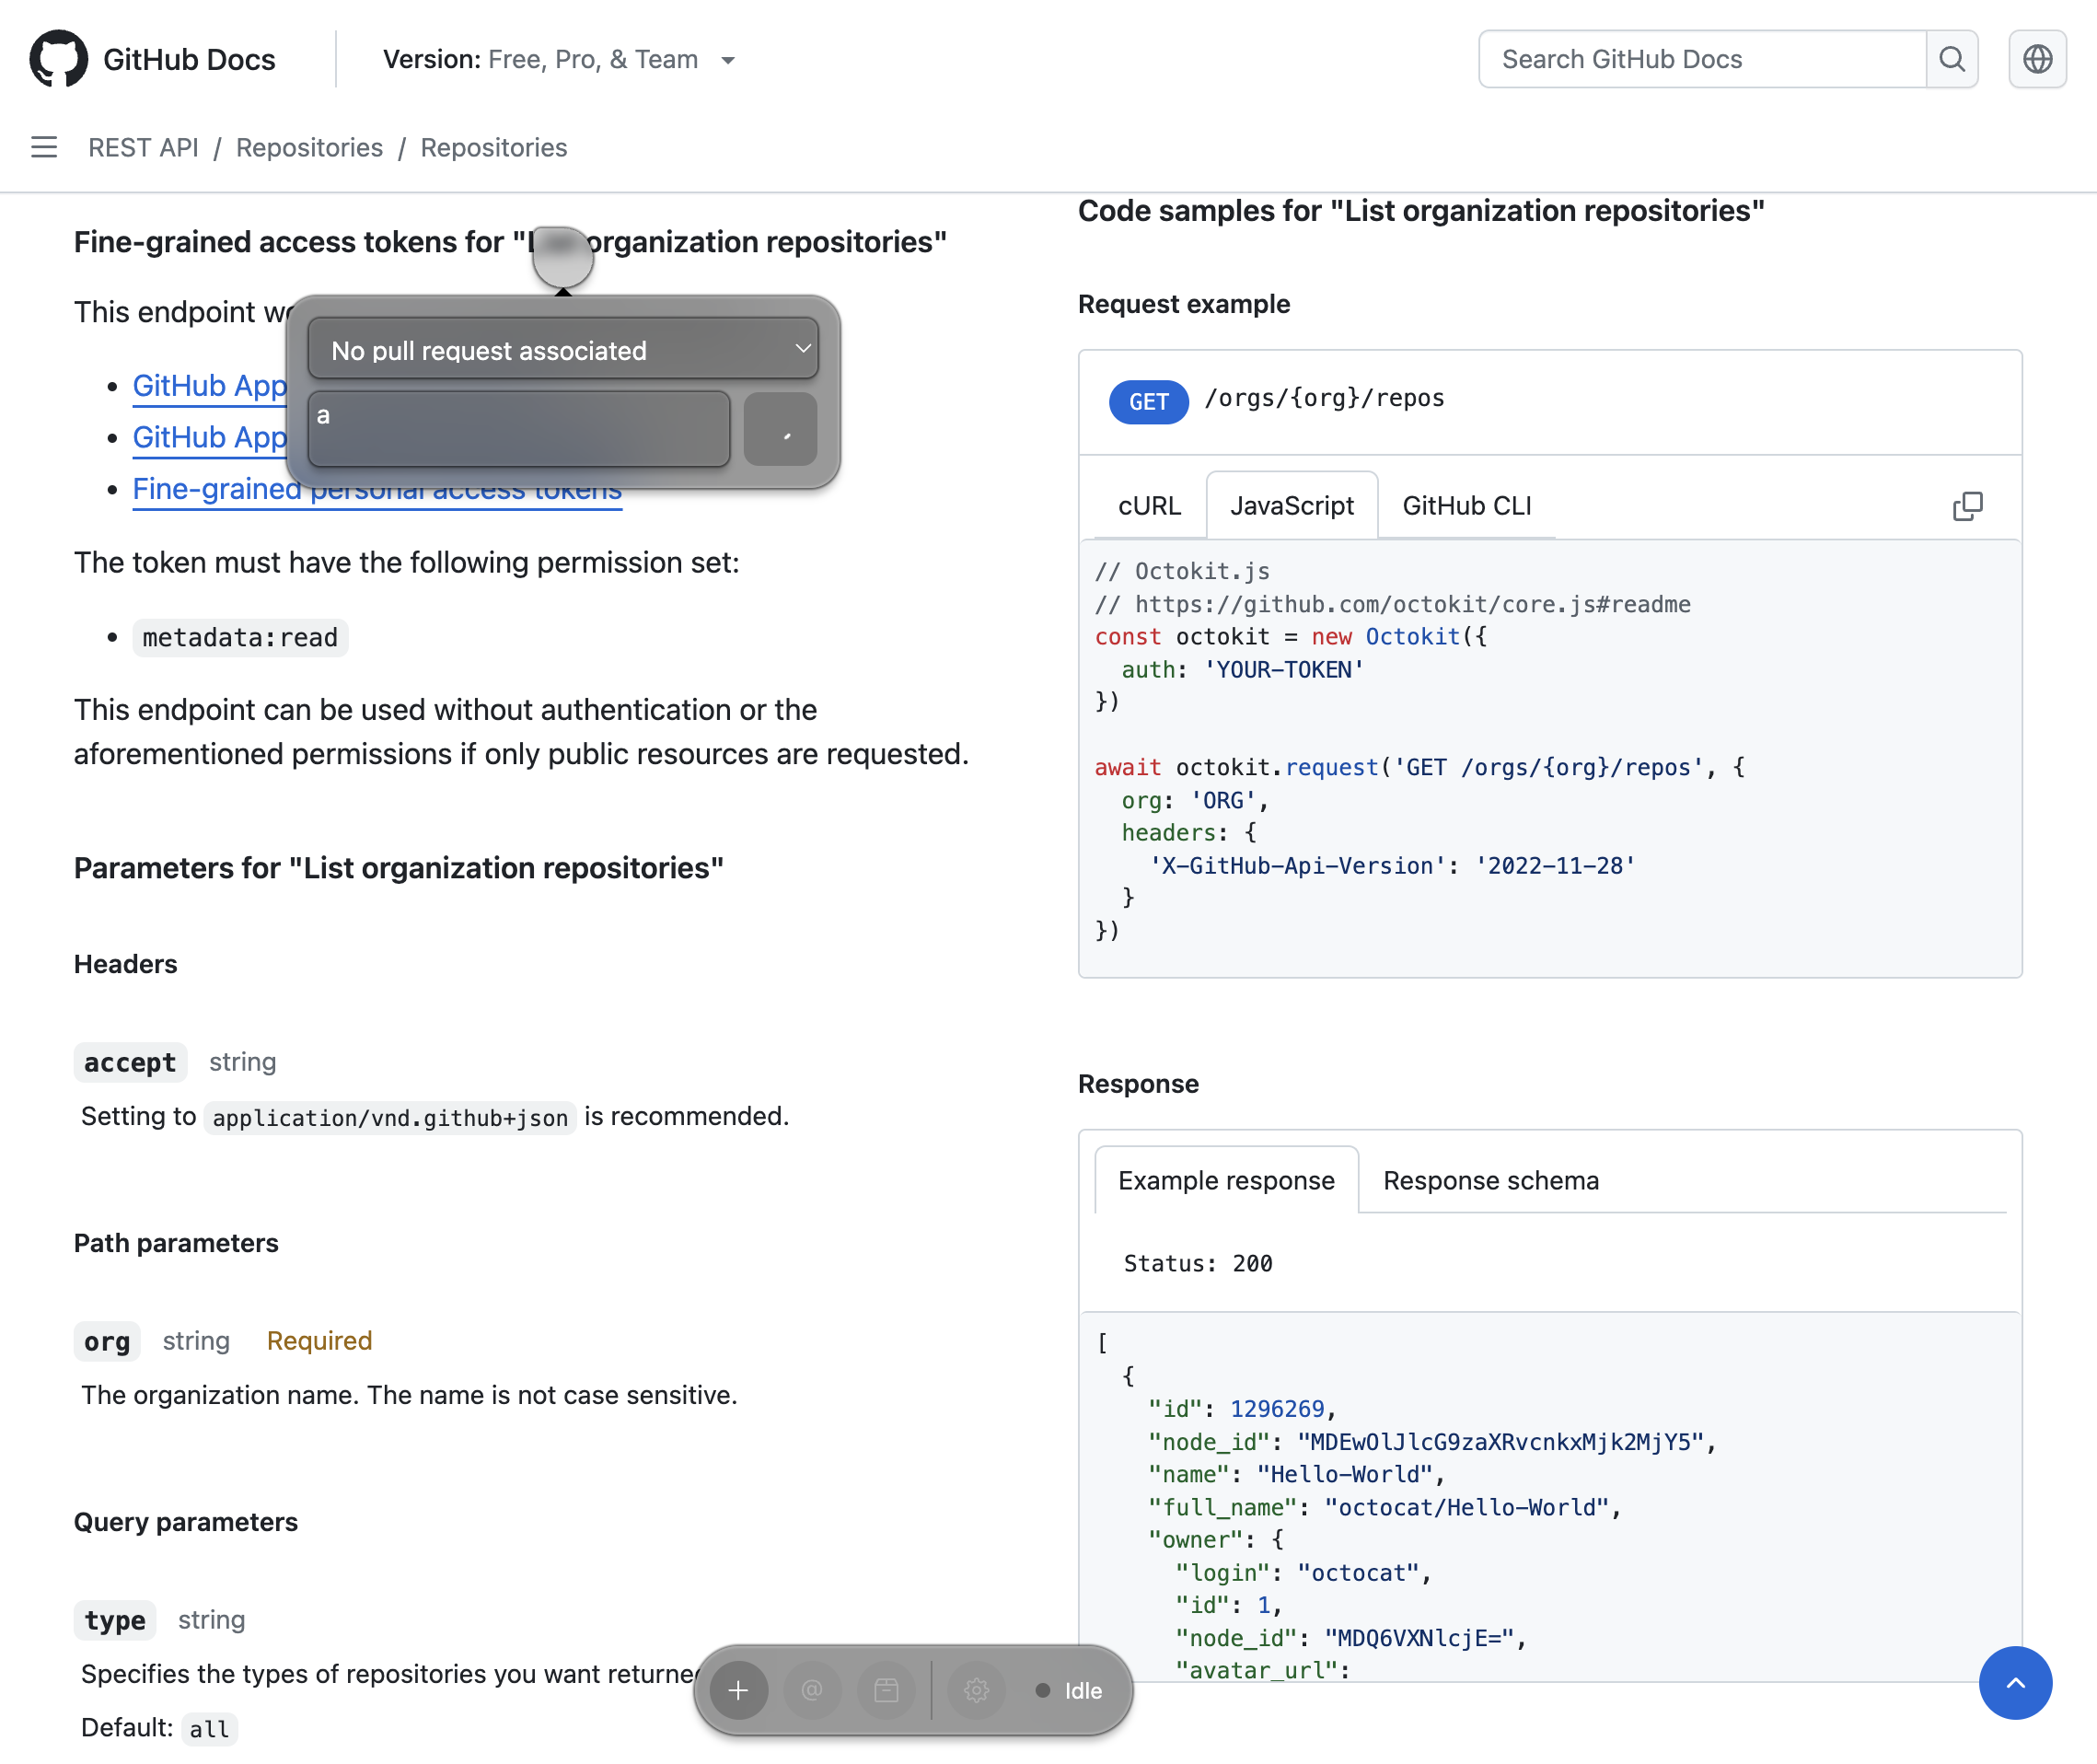 GitHub Docs
Version: Free, Pro, & Team
Search GitHub Docs
REST API / Repositories / Repositories
Fine-grained access tokens for "L organization repositories"
This endpoint wo
No pull request associated
a
• GitHub App
• GitHub App
• Fine-grained personal access tokens
The token must have the following permission set:
• metadata:read
This endpoint can be used without authentication or the
aforementioned permissions if only public resources are requested.
Parameters for "List organization repositories"
Headers
accept string
Setting to application/vnd.github+json is recommended.
Path parameters
org string Required
The organization name. The name is not case sensitive.
Query parameters
type string
Specifies the types of repositories you want returned
Default: all
Code samples for "List organization repositories"
Request example
GET /orgs/{org}/repos
cURL JavaScript GitHub CLI
// Octokit.js
// https://github.com/octokit/core.js#readme
const octokit = new Octokit({
  auth: 'YOUR-TOKEN'
})
await octokit.request('GET /orgs/{org}/repos', {
  org: 'ORG',
  headers: {
    'X-GitHub-Api-Version': '2022-11-28'
  }
})
Response
Example response Response schema
Status: 200
[
  {
    "id": 1296269,
    "node_id": "MDEwOlJlcG9zaXRvcnkxMjk2MjY5",
    "name": "Hello-World",
    "full_name": "octocat/Hello-World",
    "owner": {
      "login": "octocat",
      "id": 1,
      "node_id": "MDQ6VXNlcjE=",
      "avatar_url":
+ @ Idle